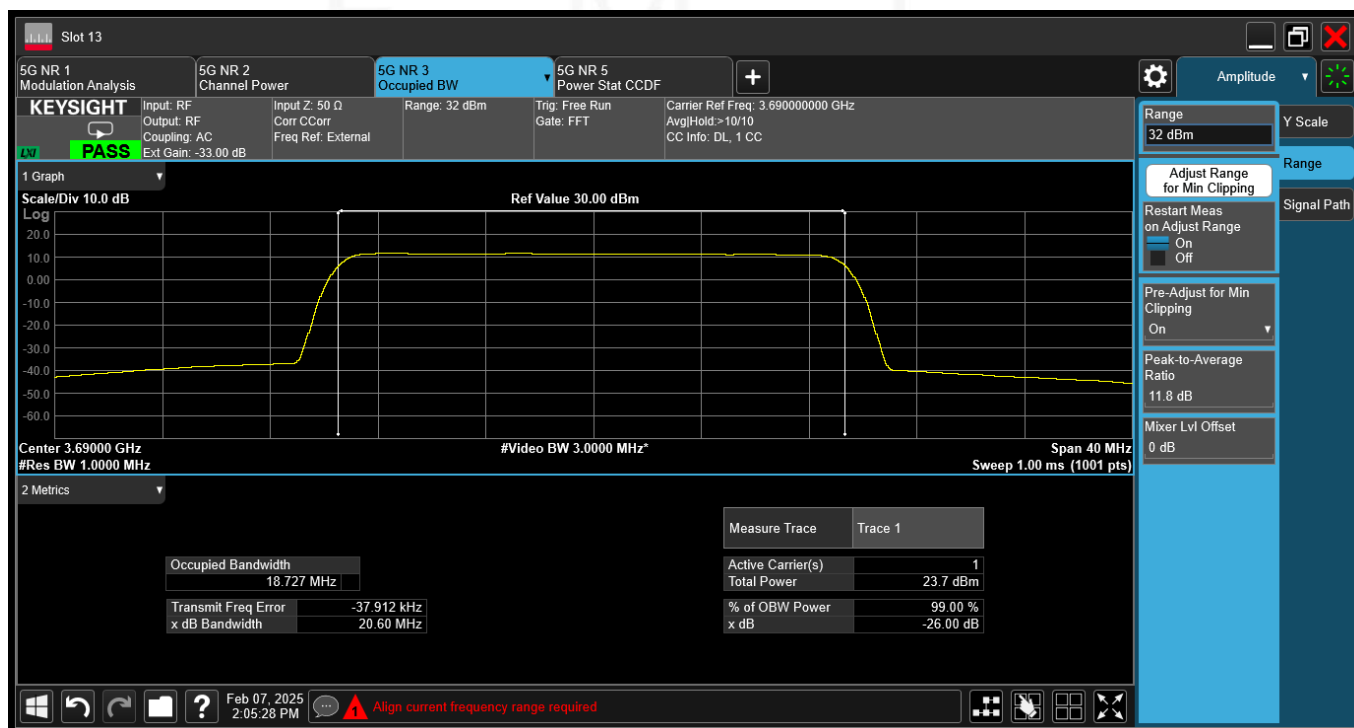 Slot 13
5G NR 1
Modulation Analysis
5G NR 2
Channel Power
5G NR 3
Occupied BW
5G NR 5
Power Stat CCDF
Amplitude
KEYSIGHT
LXI
PASS
Input: RF
Output: RF
Coupling: AC
Ext Gain: -33.00 dB
Input Z: 50 Ω
Corr CCorr
Freq Ref: External
Range: 32 dBm
Trig: Free Run
Gate: FFT
Carrier Ref Freq: 3.690000000 GHz
Avg|Hold:>10/10
CC Info: DL, 1 CC
1 Graph
Scale/Div 10.0 dB
Ref Value 30.00 dBm
Log
20.0
10.0
0.00
-10.0
-20.0
-30.0
-40.0
-50.0
-60.0
Center 3.69000 GHz
#Video BW 3.0000 MHz*
Span 40 MHz
#Res BW 1.0000 MHz
Sweep 1.00 ms (1001 pts)
2 Metrics
Measure Trace Trace 1
Occupied Bandwidth
18.727 MHz
Active Carrier(s) 1
Total Power 23.7 dBm
Transmit Freq Error -37.912 kHz
x dB Bandwidth 20.60 MHz
% of OBW Power 99.00 %
x dB -26.00 dB
Range
32 dBm
Adjust Range
for Min Clipping
Restart Meas
on Adjust Range
On
Off
Pre-Adjust for Min
Clipping
On
Peak-to-Average
Ratio
11.8 dB
Mixer Lvl Offset
0 dB
Y Scale
Range
Signal Path
?
Feb 07, 2025
2:05:28 PM
1
Align current frequency range required